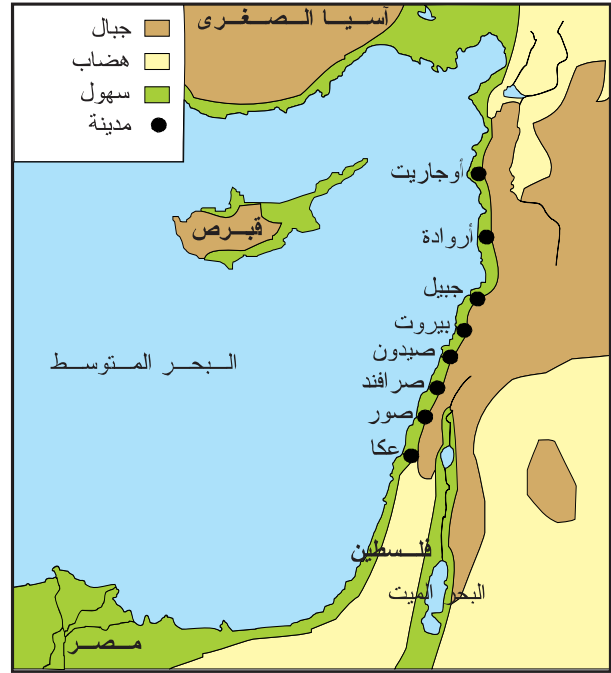 آسيا الصغرى
جبال
هضاب
سهول
مدينة
أوجاريت
قبرص
أروادة
جبيل
بيروت
صيدون
البحر المتوسط
صرافند
صور
عكا
فلسطين
البحر الميت
مصر